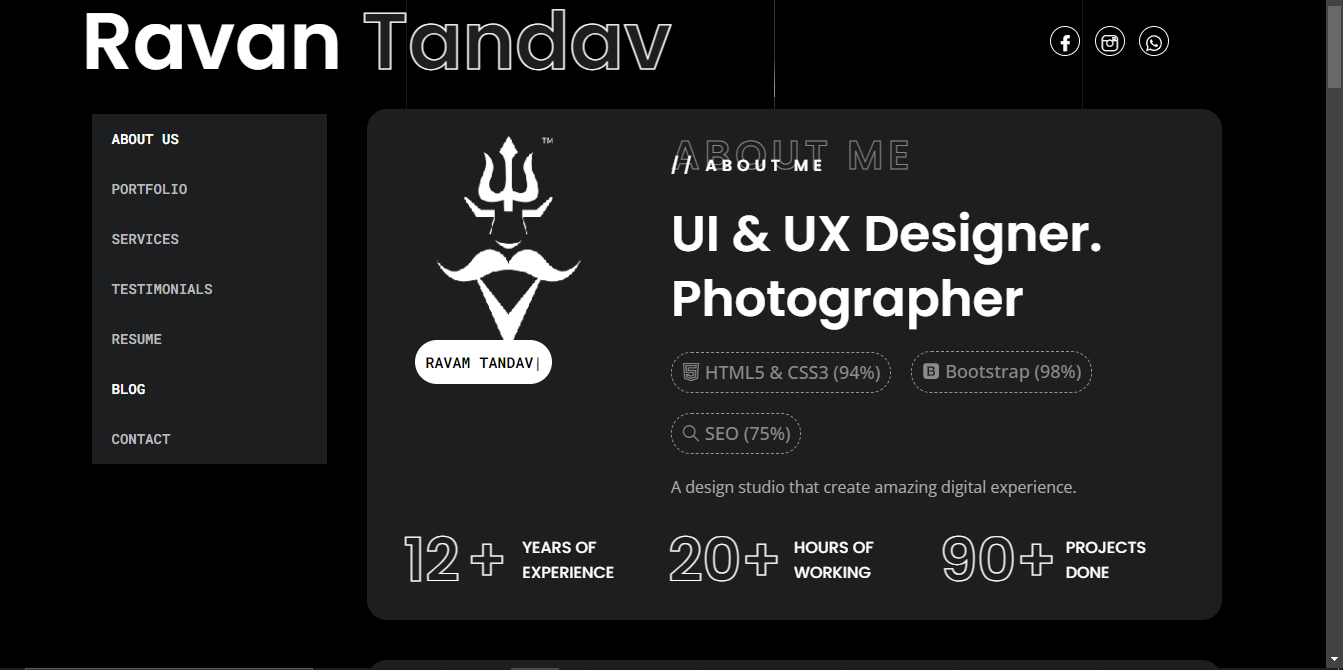 Ravan Tandav
ABOUT US
PORTFOLIO
SERVICES
TESTIMONIALS
RESUME
BLOG
CONTACT
TM
RAVAM TANDAV|
ABOUT ME
// ABOUT ME
UI & UX Designer.
Photographer
HTML5 & CSS3 (94%)
Bootstrap (98%)
SEO (75%)
A design studio that create amazing digital experience.
12 + YEARS OF
EXPERIENCE
20+ HOURS OF
WORKING
90+ PROJECTS
DONE